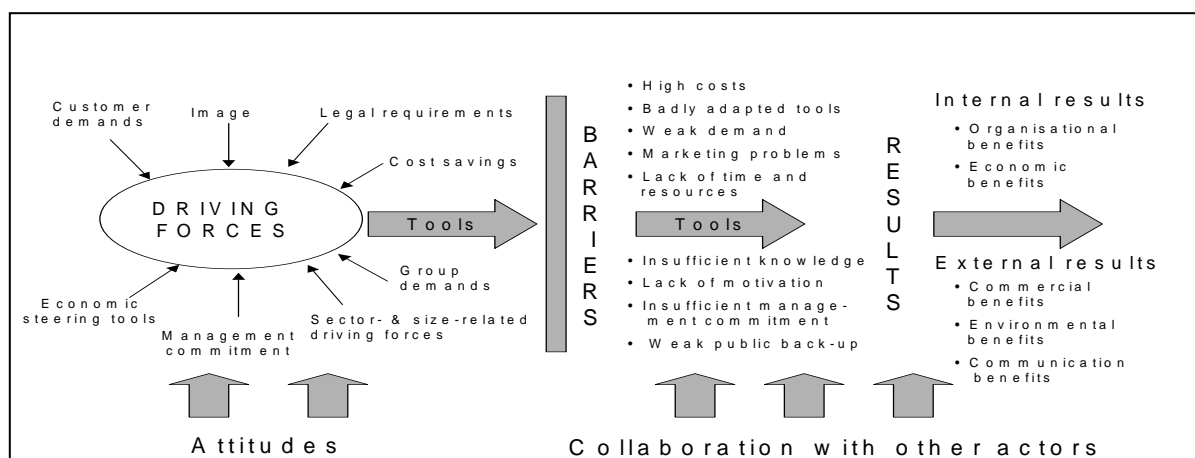 Customer
demands
Image
Legal requirements
Cost savings
DRIVING
FORCES
Group
demands
Sector- & size-related
driving forces
Management
commitment
Economic
steering tools
Tools
BARRIERS
• High costs
• Badly adapted tools
• Weak demand
• Marketing problems
• Lack of time and
resources
Tools
• Insufficient knowledge
• Lack of motivation
• Insufficient manage-
ment commitment
• Weak public back-up
RESULTS
Internal results
• Organisational
benefits
• Economic
benefits
External results
• Commercial
benefits
• Environmental
benefits
• Communication
benefits
Attitudes
Collaboration with other actors